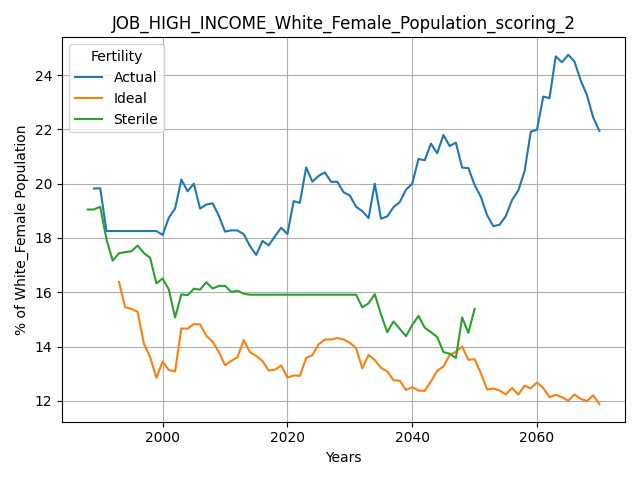 JOB_HIGH_INCOME_White_Female_Population_scoring_2
Fertility
Actual
Ideal
Sterile
% of White_Female Population
24
22
20
18
16
14
12
2000
2020
2040
2060
Years